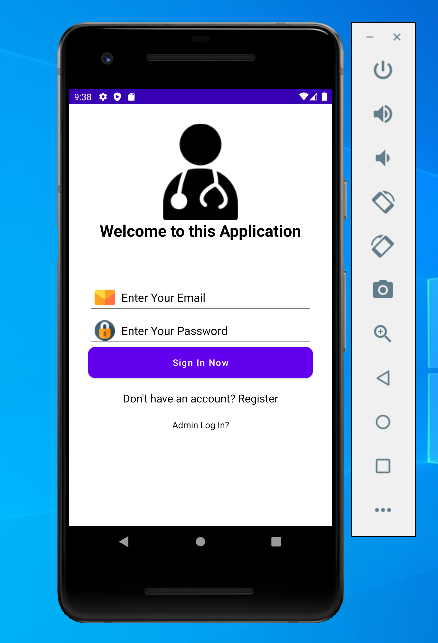 9:38
Welcome to this Application
Enter Your Email
Enter Your Password
Sign In Now
Don't have an account? Register
Admin Log In?